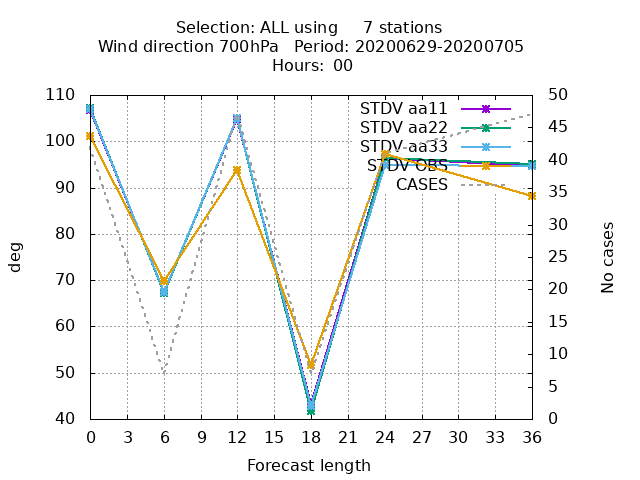 Selection: ALL using 7 stations
Wind direction 700hPa Period: 20200629-20200705
Hours: 00
110
100
90
80
70
60
50
40
deg
STDV aa11
STDV aa22
STDV aa33
STDV OBS
CASES
50
45
40
35
30
25
20
15
10
5
0
No cases
0 3 6 9 12 15 18 21 24 27 30 33 36
Forecast length